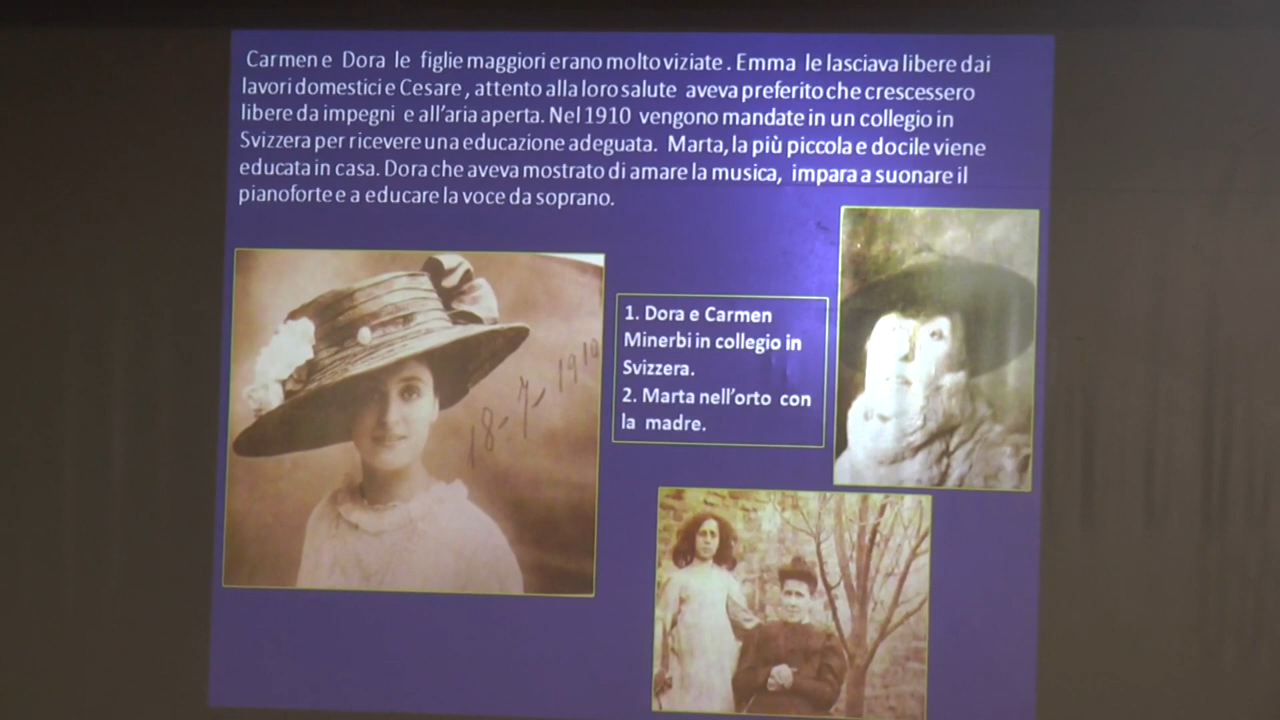 Carmen e Dora le figlie maggiori erano molto viziate . Emma le lasciava libere dai
lavori domestici e Cesare , attento alla loro salute aveva preferito che crescessero
libere da impegni e all'aria aperta. Nel 1910 vengono mandate in un collegio in
Svizzera per ricevere una educazione adeguata. Marta, la più piccola e docile viene
educata in casa. Dora che aveva mostrato di amare la musica, impara a suonare il
pianoforte e a educare la voce da soprano.
1. Dora e Carmen
Minerbi in collegio in
Svizzera.
2. Marta nell'orto con
la madre.
18-7-1910